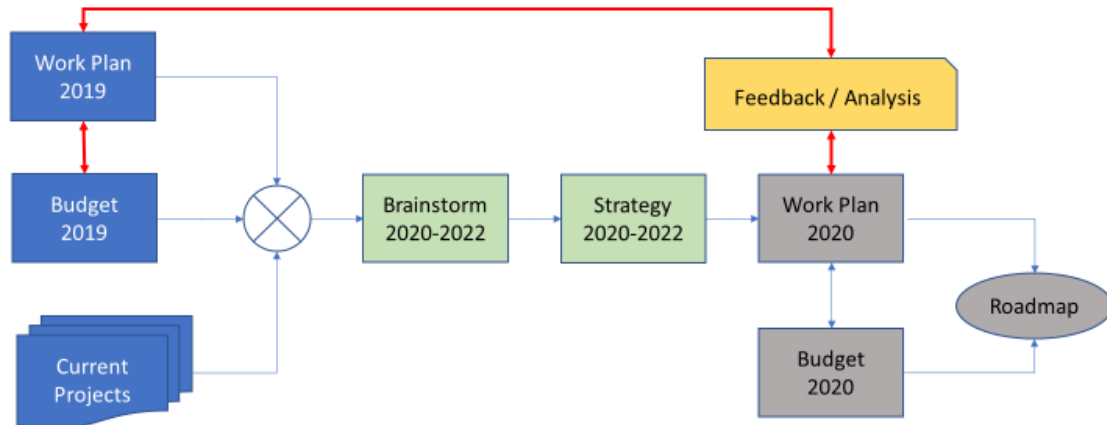 Work Plan
2019
Feedback / Analysis
Budget
2019
Brainstorm
2020-2022
Strategy
2020-2022
Work Plan
2020
Roadmap
Current
Projects
Budget
2020